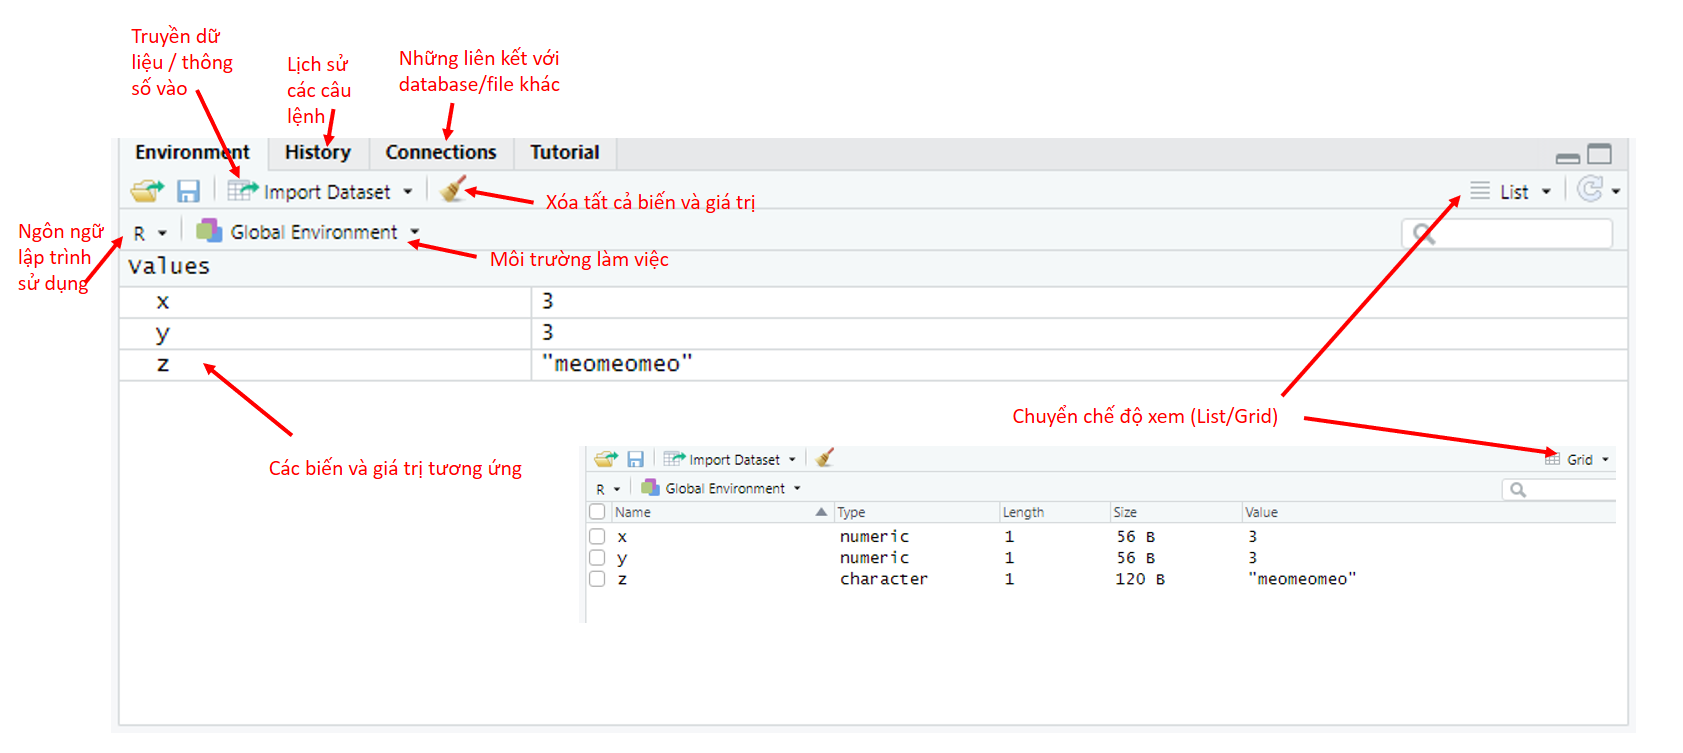 Truyền dữ
liệu / thông
số vào
Lịch sử
các câu
lệnh
Những liên kết với
database/file khác
Environment History Connections Tutorial
Import Dataset List
Xóa tất cả biến và giá trị
Ngôn ngữ
lập trình
sử dụng
R Global Environment
Môi trường làm việc
Values
x 3
y 3
z "meomeomeo"
Chuyển chế độ xem (List/Grid)
Các biến và giá trị tương ứng
Import Dataset Grid
R Global Environment
Name Type Length Size Value
x numeric 1 56 B 3
y numeric 1 56 B 3
z character 1 120 B "meomeomeo"